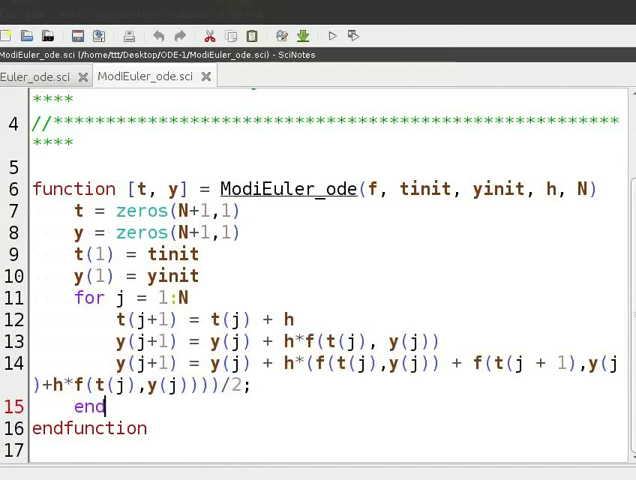 ModiEuler_ode.sci (/home/ttt/Desktop/ODE-1/ModiEuler_ode.sci) - SciNotes
Euler_ode.sci ModiEuler_ode.sci
****
4 //******************************************************
****
5
6 function [t, y] = ModiEuler_ode(f, tinit, yinit, h, N)
7 t = zeros(N+1,1)
8 y = zeros(N+1,1)
9 t(1) = tinit
10 y(1) = yinit
11 for j = 1:N
12 t(j+1) = t(j) + h
13 y(j+1) = y(j) + h*f(t(j), y(j))
14 y(j+1) = y(j) + h*(f(t(j),y(j)) + f(t(j + 1),y(j
)+h*f(t(j),y(j))))/2;
15 end
16 endfunction
17